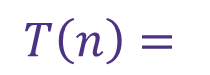 T(n) =